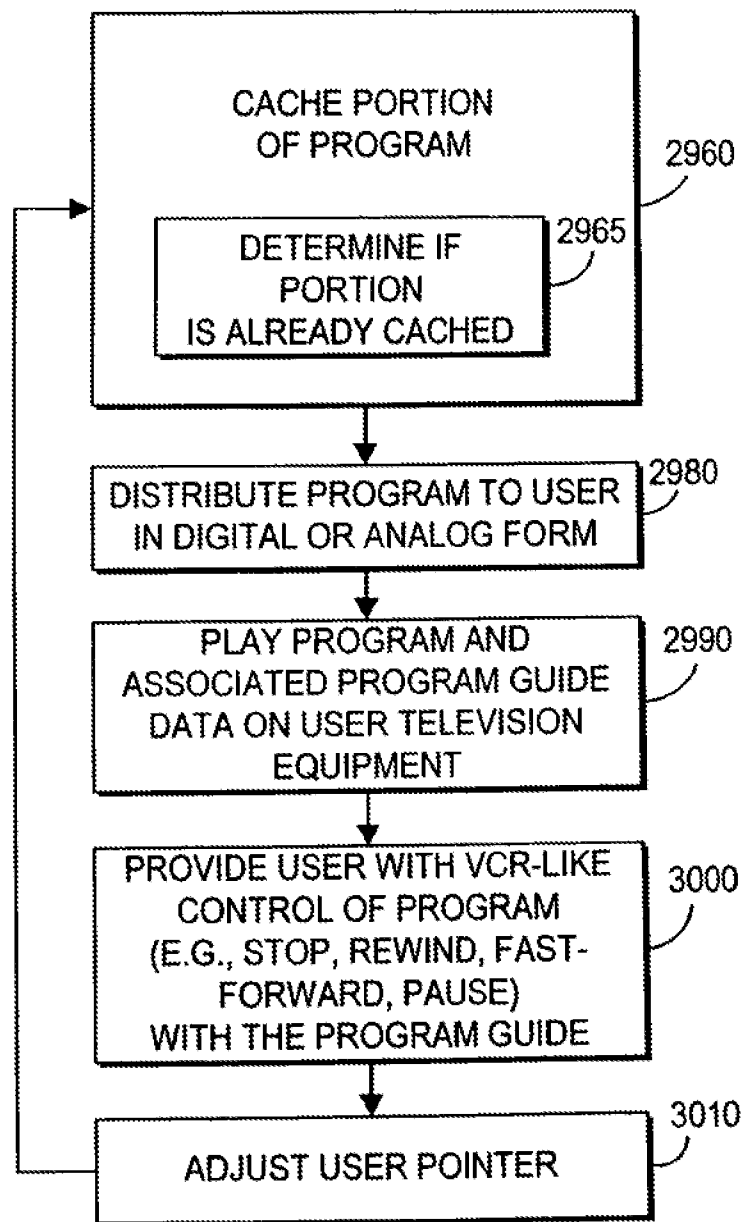 CACHE PORTION
OF PROGRAM
2960
DETERMINE IF
PORTION
IS ALREADY CACHED
2965
DISTRIBUTE PROGRAM TO USER
IN DIGITAL OR ANALOG FORM
2980
PLAY PROGRAM AND
ASSOCIATED PROGRAM GUIDE
DATA ON USER TELEVISION
EQUIPMENT
2990
PROVIDE USER WITH VCR-LIKE
CONTROL OF PROGRAM
(E.G., STOP, REWIND, FAST-
FORWARD, PAUSE)
WITH THE PROGRAM GUIDE
3000
ADJUST USER POINTER
3010